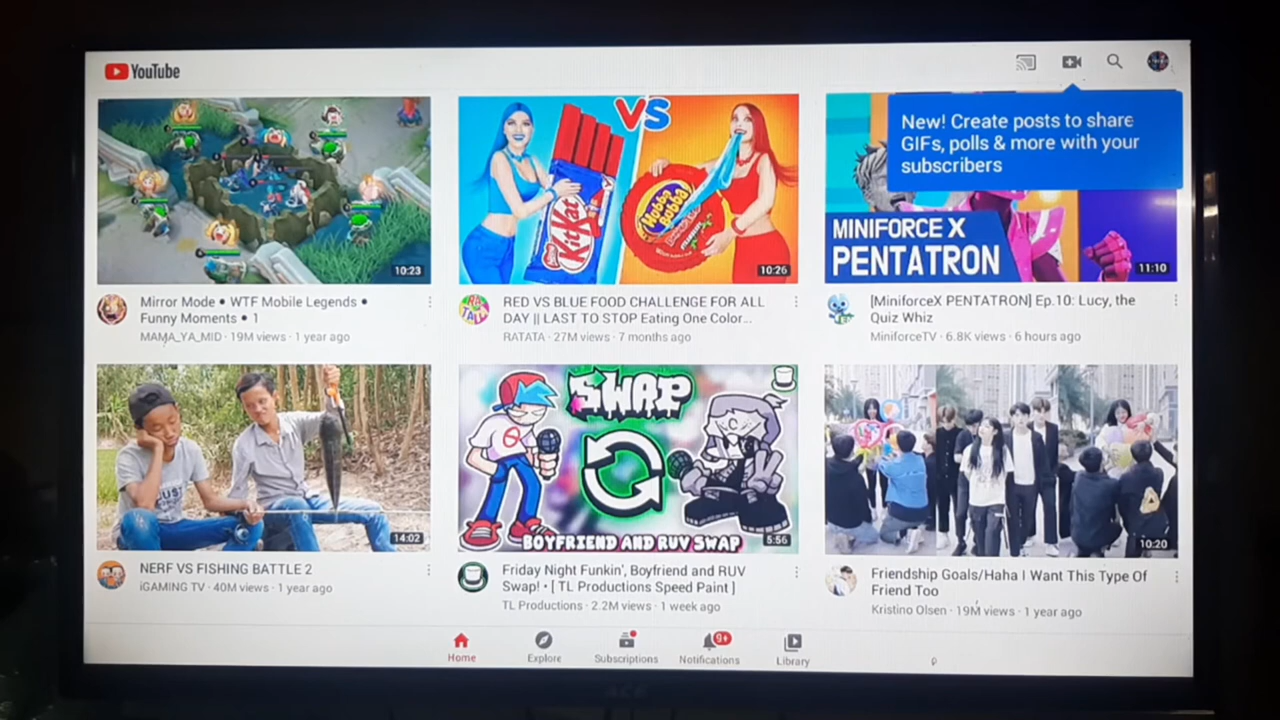 YouTube
New! Create posts to share
GIFs, polls & more with your
subscribers
10:23
VS
KitKat
Hubba
Bubba
10:26
MINIFORCE X
PENTATRON
11:10
Mirror Mode • WTF Mobile Legends •
Funny Moments • 1
MAMA_YA_MID · 19M views · 1 year ago
RA
TATA
RED VS BLUE FOOD CHALLENGE FOR ALL
DAY || LAST TO STOP Eating One Color...
RATATA · 27M views · 7 months ago
[MiniforceX PENTATRON] Ep.10: Lucy, the
Quiz Whiz
MiniforceTV · 6.8K views · 6 hours ago
14:02
SWAP
BOYFRIEND AND RUV SWAP
5:56
10:20
NERF VS FISHING BATTLE 2
iGAMING TV · 40M views · 1 year ago
Friday Night Funkin', Boyfriend and RUV
Swap! • [ TL Productions Speed Paint ]
TL Productions · 2.2M views · 1 week ago
Friendship Goals/Haha I Want This Type Of
Friend Too
Kristino Olsen · 19M views · 1 year ago
9+
Home
Explore
Subscriptions
Notifications
Library